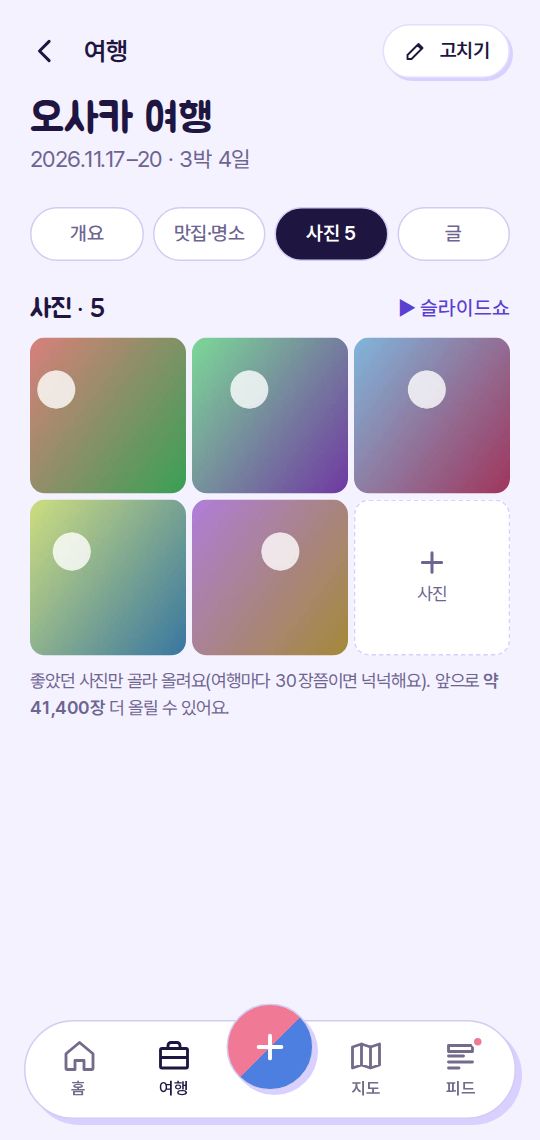 여행
고치기
오사카 여행
2026.11.17–20 · 3박 4일
개요
맛집·명소
사진 5
글
사진 · 5
▶ 슬라이드쇼
사진
좋았던 사진만 골라 올려요(여행마다 30장쯤이면 넉넉해요). 앞으로 약
41,400장 더 올릴 수 있어요.
홈
여행
지도
피드